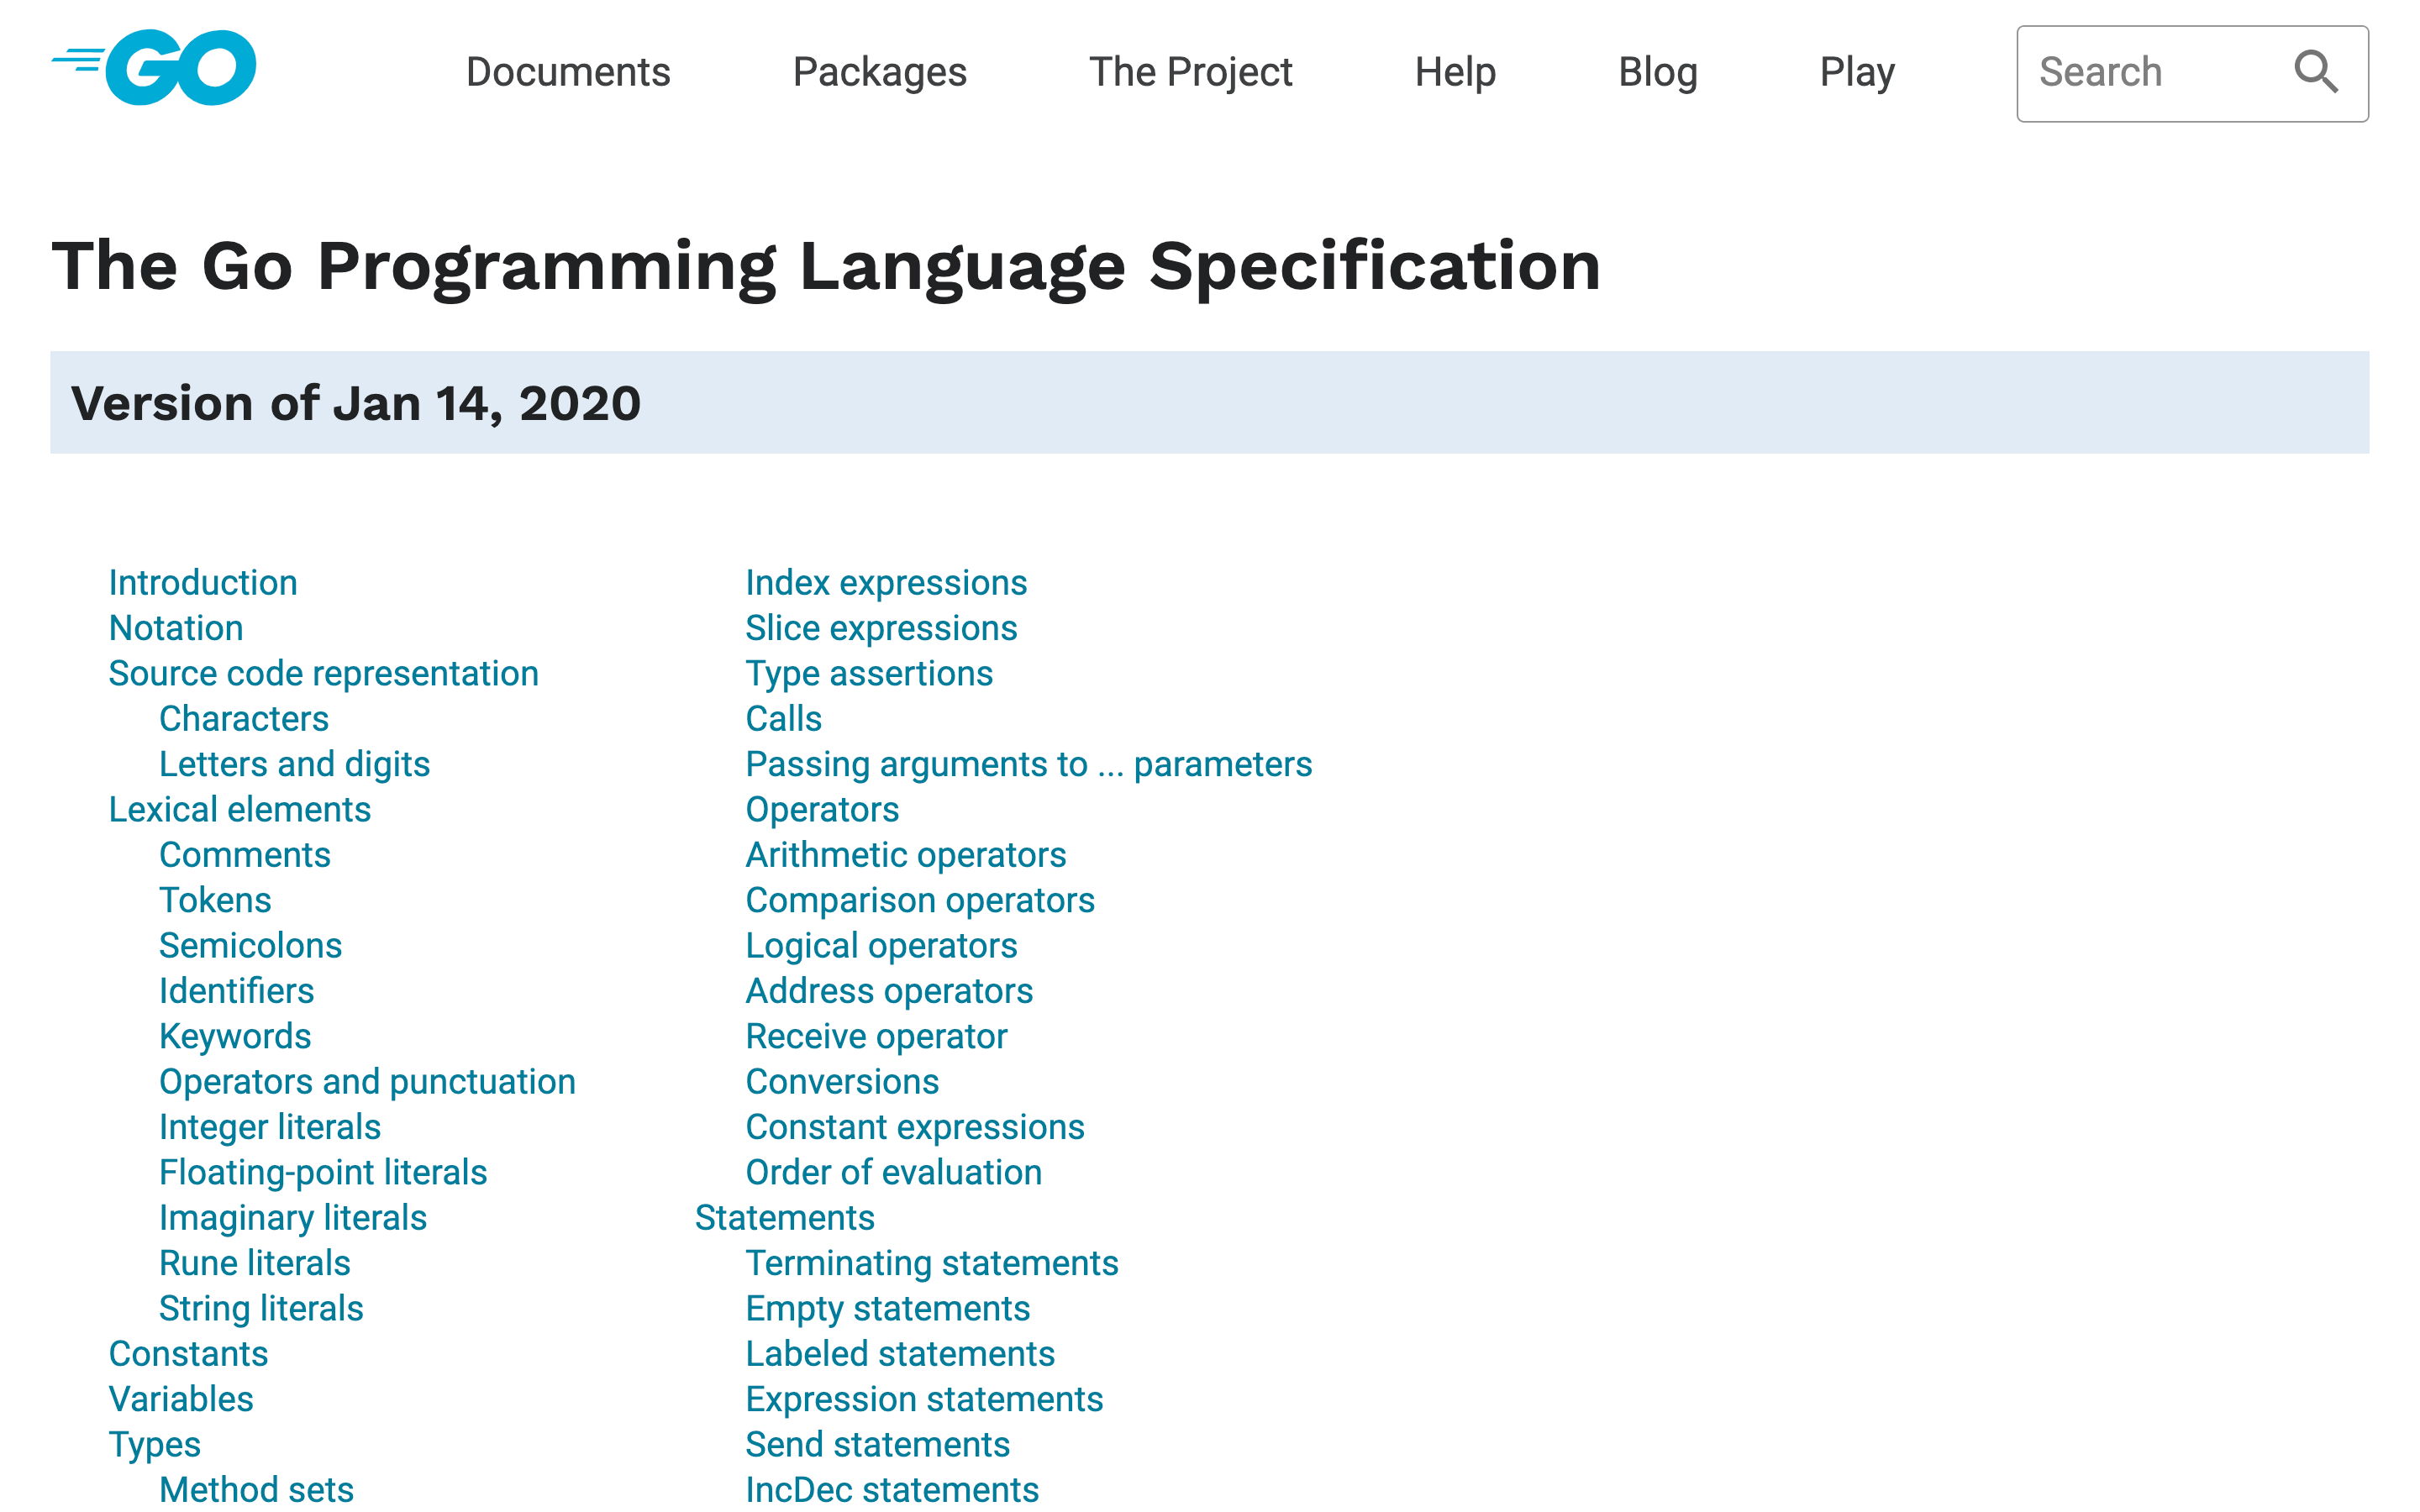 GO
Documents
Packages
The Project
Help
Blog
Play
Search
The Go Programming Language Specification
Version of Jan 14, 2020
Introduction
Notation
Source code representation
Characters
Letters and digits
Lexical elements
Comments
Tokens
Semicolons
Identifiers
Keywords
Operators and punctuation
Integer literals
Floating-point literals
Imaginary literals
Rune literals
String literals
Constants
Variables
Types
Method sets
Index expressions
Slice expressions
Type assertions
Calls
Passing arguments to ... parameters
Operators
Arithmetic operators
Comparison operators
Logical operators
Address operators
Receive operator
Conversions
Constant expressions
Order of evaluation
Statements
Terminating statements
Empty statements
Labeled statements
Expression statements
Send statements
IncDec statements